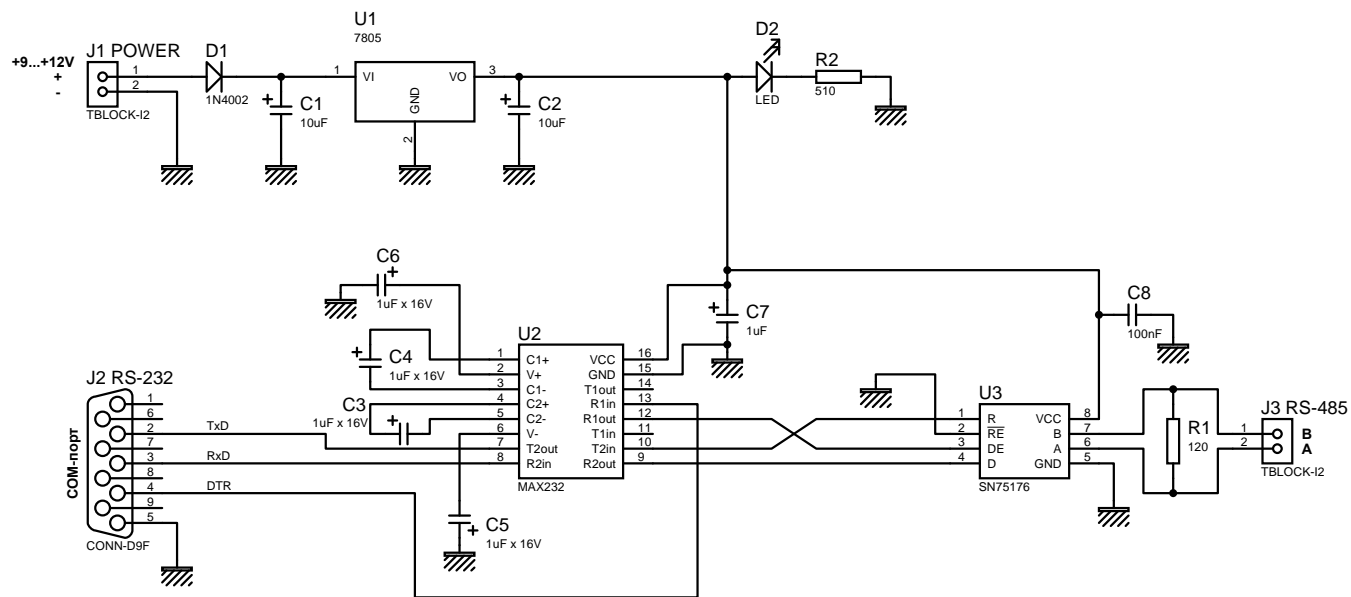 U1
7805
J1 POWER
D1
D2
+9...+12V
+
-
1
2
TBLOCK-I2
1N4002
+
C1
10uF
1
VI
VO
3
GND
2
+
C2
10uF
LED
R2
510
C6
+
1uF x 16V
+
C4
1uF x 16V
C3
1uF x 16V
+
C5
1uF x 16V
+
C7
1uF
C8
100nF
U2
1
C1+
VCC
16
2
V+
GND
15
3
C1-
T1out
14
4
C2+
R1in
13
5
C2-
R1out
12
6
V-
T1in
11
7
T2out
T2in
10
8
R2in
R2out
9
MAX232
J2 RS-232
COM-порт
1
6
2
TxD
7
3
RxD
8
4
DTR
9
5
CONN-D9F
U3
1
R
VCC
8
2
RE
B
7
3
DE
A
6
4
D
GND
5
SN75176
R1
120
J3 RS-485
1
B
2
A
TBLOCK-I2